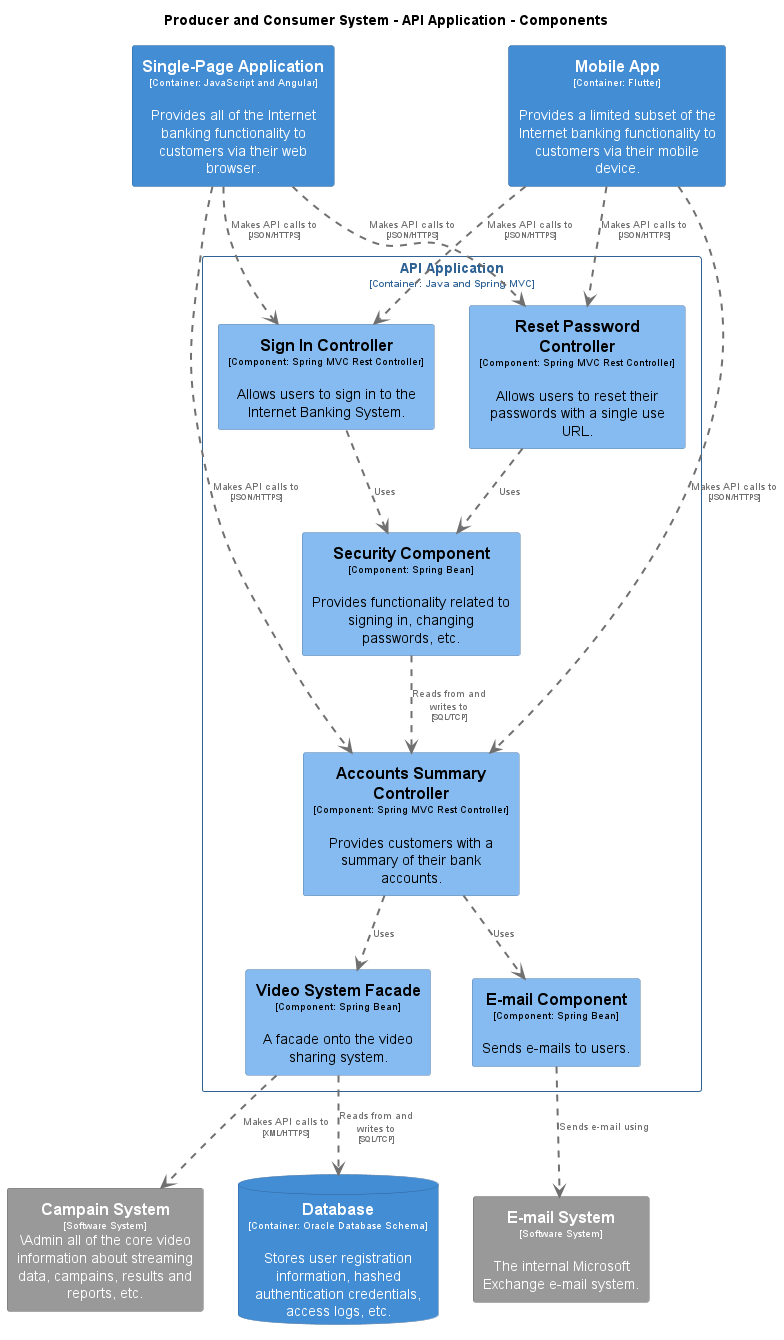 Producer and Consumer System - API Application - Components
Single-Page Application
[Container: JavaScript and Angular]
Provides all of the Internet
banking functionality to
customers via their web
browser.
Mobile App
[Container: Flutter]
Provides a limited subset of the
Internet banking functionality to
customers via their mobile
device.
Makes API calls to
[JSON/HTTPS]
Makes API calls to
[JSON/HTTPS]
Makes API calls to
[JSON/HTTPS]
Makes API calls to
[JSON/HTTPS]
API Application
[Container: Java and Spring MVC]
Sign In Controller
[Component: Spring MVC Rest Controller]
Allows users to sign in to the
Internet Banking System.
Reset Password
Controller
[Component: Spring MVC Rest Controller]
Allows users to reset their
passwords with a single use
URL.
Makes API calls to
[JSON/HTTPS]
Uses
Uses
Makes API calls to
[JSON/HTTPS]
Security Component
[Component: Spring Bean]
Provides functionality related to
signing in, changing
passwords, etc.
Reads from and
writes to
[SQL/TCP]
Accounts Summary
Controller
[Component: Spring MVC Rest Controller]
Provides customers with a
summary of their bank
accounts.
Uses
Uses
Video System Facade
[Component: Spring Bean]
A facade onto the video
sharing system.
E-mail Component
[Component: Spring Bean]
Sends e-mails to users.
Makes API calls to
[XML/HTTPS]
Reads from and
writes to
[SQL/TCP]
Sends e-mail using
Campain System
[Software System]
\Admin all of the core video
information about streaming
data, campains, results and
reports, etc.
Database
[Container: Oracle Database Schema]
Stores user registration
information, hashed
authentication credentials,
access logs, etc.
E-mail System
[Software System]
The internal Microsoft
Exchange e-mail system.